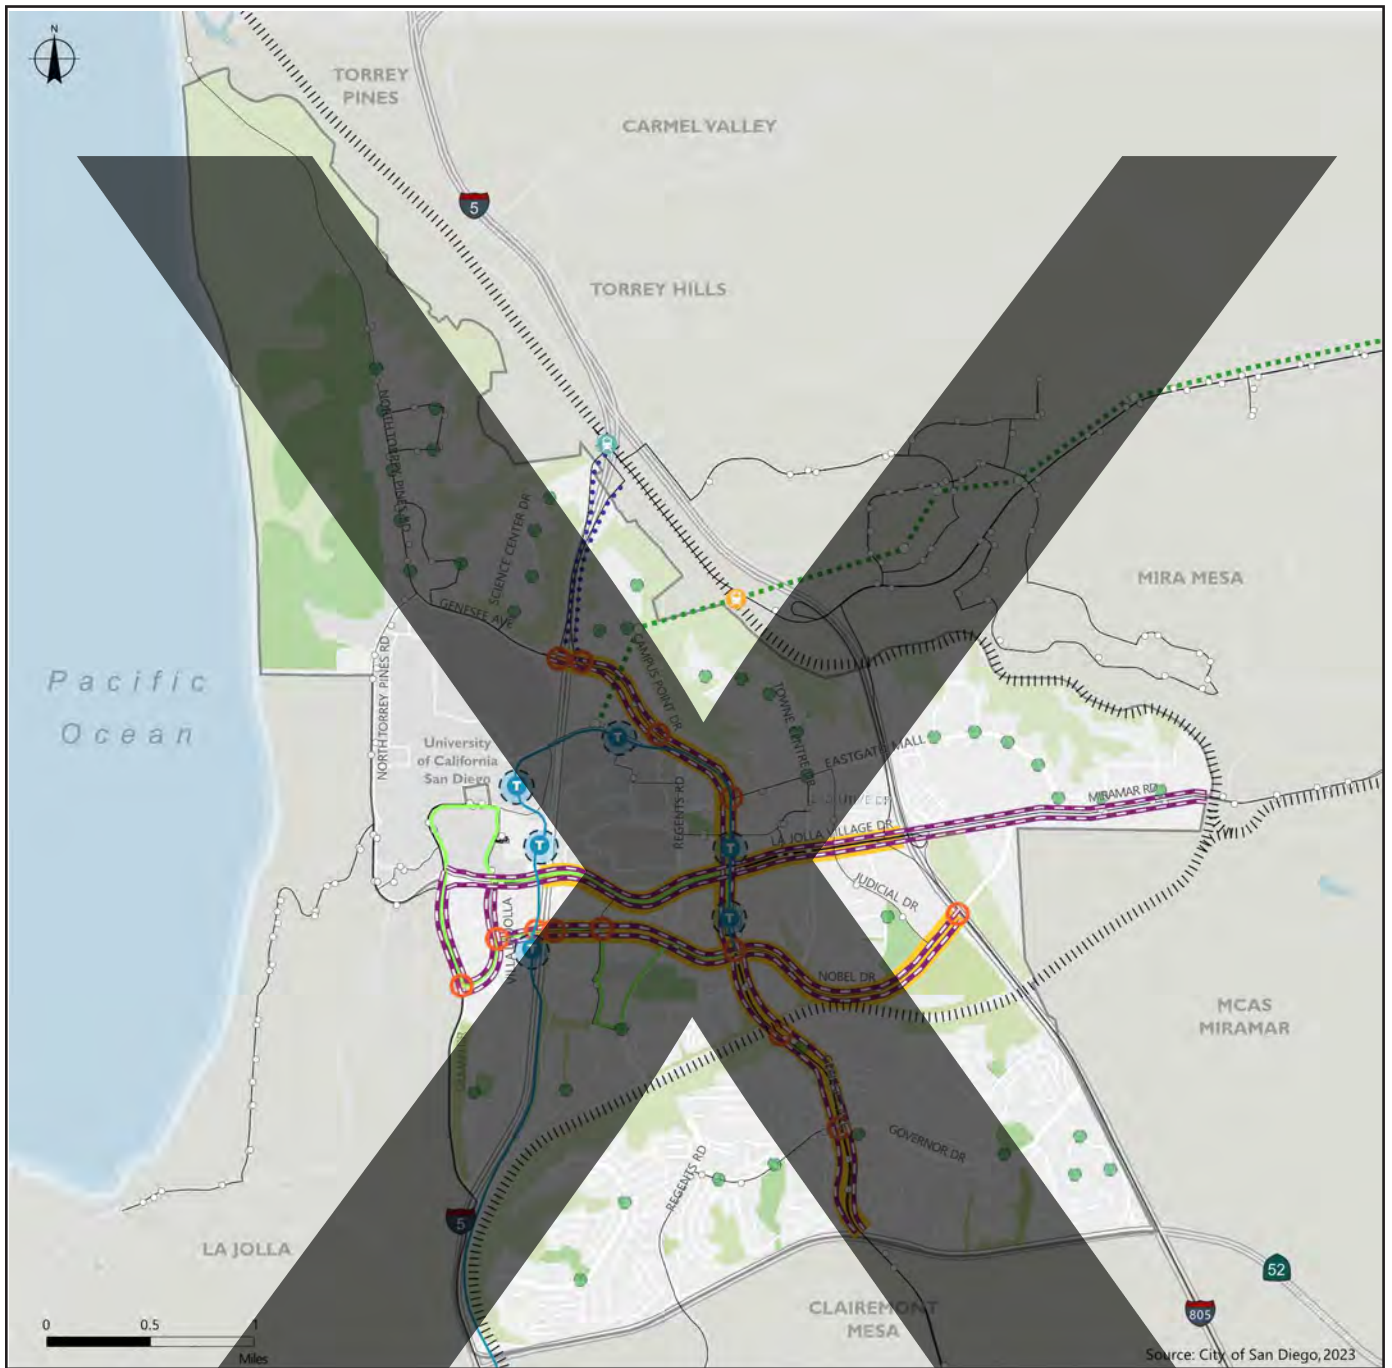 N
TORREY
PINES
CARMEL VALLEY
5
TORREY HILLS
NORTH TORREY PINES RD
SCIENCE CENTER DR
GENESEE AVE
MIRA MESA
NORTH TORREY PINES RD
CAMPUS POINT DR
TOWNE CENTRE DR
Pacific
Ocean
University
of California
San Diego
T
T
EASTGATE MALL
REGENTS RD
MIRAMAR RD
T
T
LA JOLLA VILLAGE DR
JUDICIAL DR
T
T
NOBEL DR
MCAS
MIRAMAR
GOVERNOR DR
REGENTS RD
5
LA JOLLA
52
CLAIREMONT
MESA
805
0 0.5 1
Miles
Source: City of San Diego, 2023